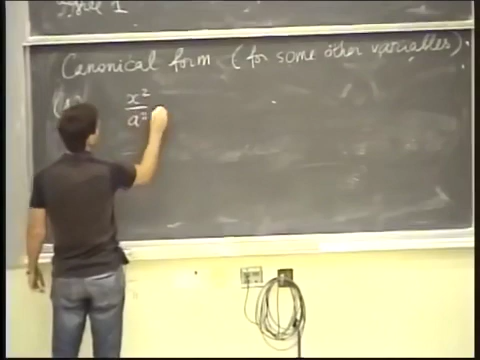 Canonical form (for some other variables).
x²
a²